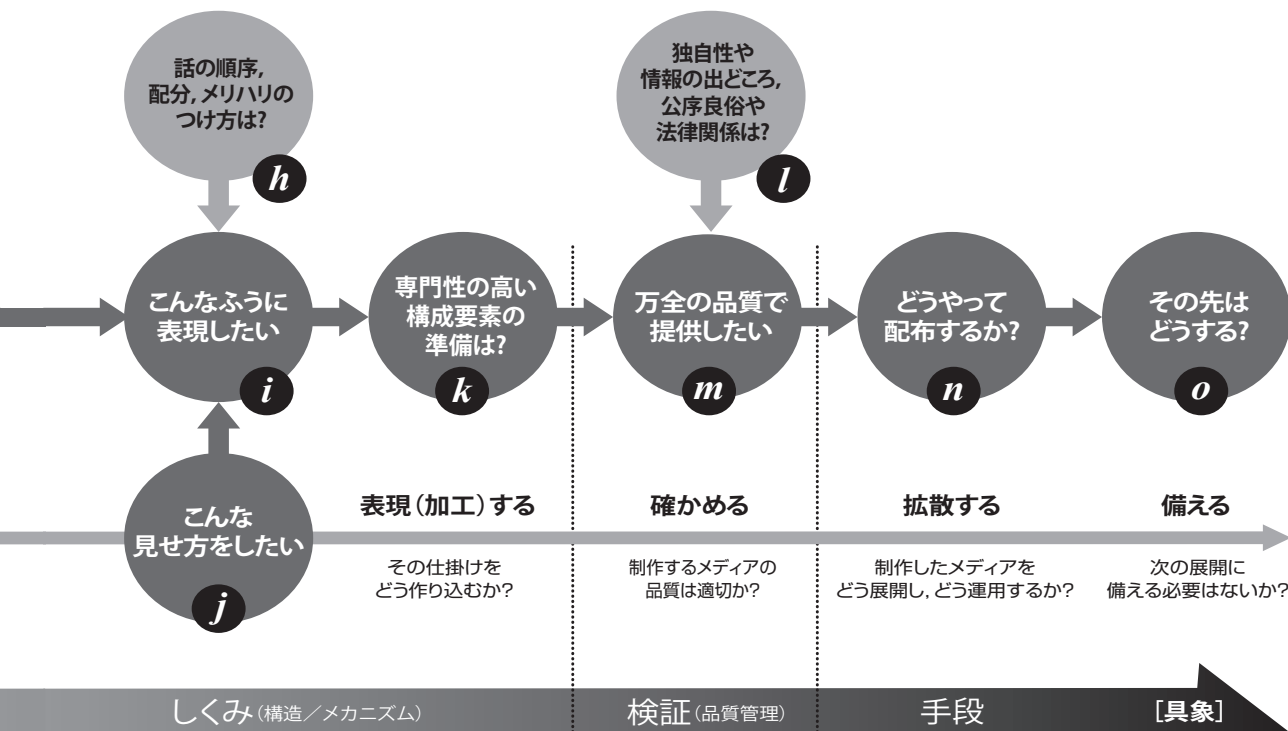 話の順序,
配分,メリハリの
つけ方は?
h
独自性や
情報の出どころ,
公序良俗や
法律関係は?
l
こんなふうに
表現したい
i
専門性の高い
構成要素の
準備は?
k
万全の品質で
提供したい
m
どうやって
配布するか?
n
その先は
どうする?
o
こんな
見せ方をしたい
j
表現(加工)する
その仕掛けを
どう作り込むか?
確かめる
制作するメディアの
品質は適切か?
拡散する
制作したメディアを
どう展開し,どう運用するか?
備える
次の展開に
備える必要はないか?
しくみ(構造/メカニズム)
検証(品質管理)
手段
[具象]